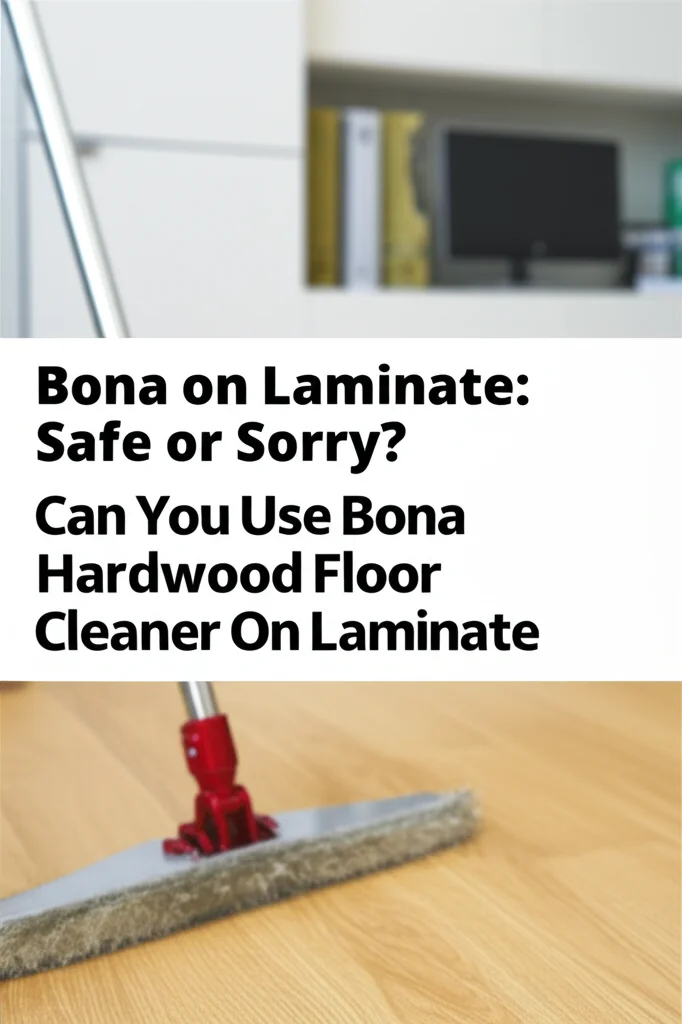 Bona on Laminate:
Safe or Sorry?
Can You Use Bona
Hardwood Floor
Cleaner On Laminate